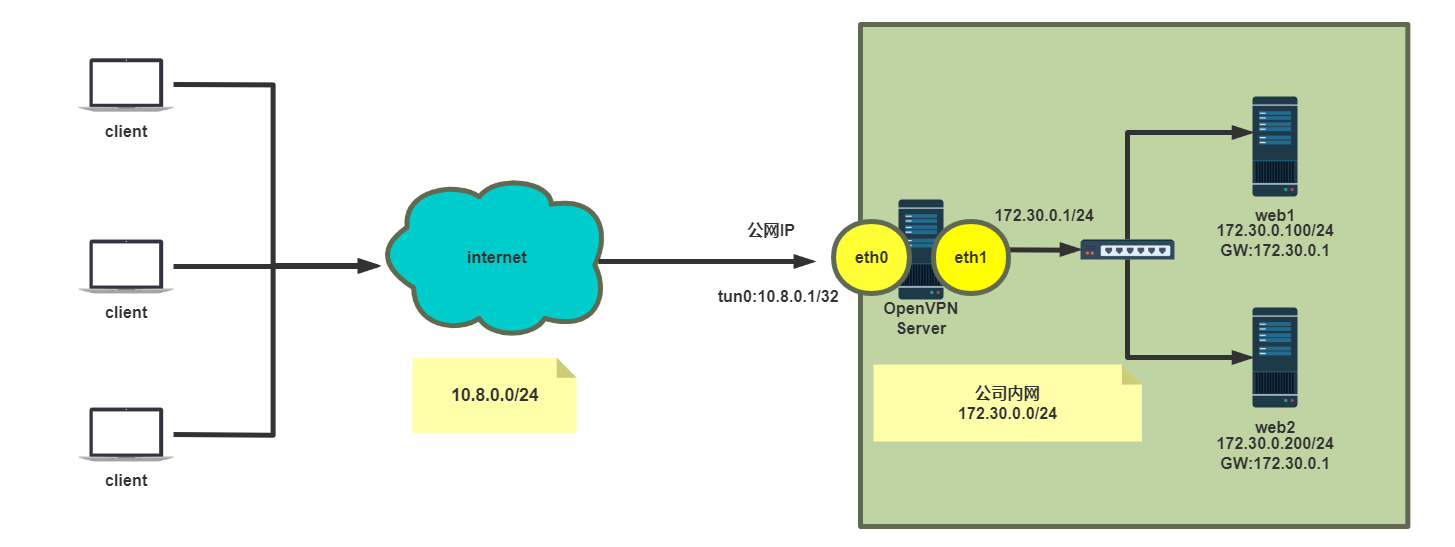 client
client
client
internet
10.8.0.0/24
公网IP
tun0:10.8.0.1/32
eth0
eth1
OpenVPN
Server
172.30.0.1/24
公司内网
172.30.0.0/24
web1
172.30.0.100/24
GW:172.30.0.1
web2
172.30.0.200/24
GW:172.30.0.1